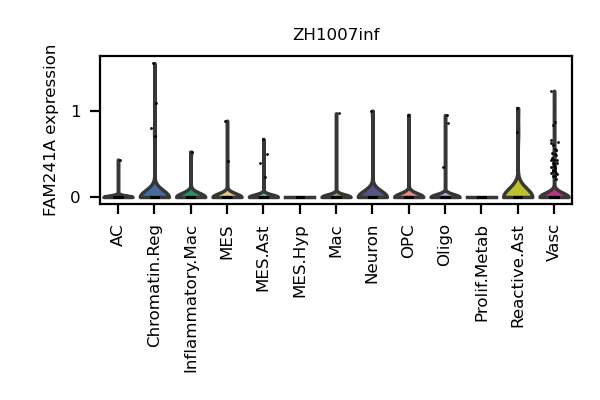 ZH1007inf
FAM241A expression
1
0
AC
Chromatin.Reg
Inflammatory.Mac
MES
MES.Ast
MES.Hyp
Mac
Neuron
OPC
Oligo
Prolif.Metab
Reactive.Ast
Vasc